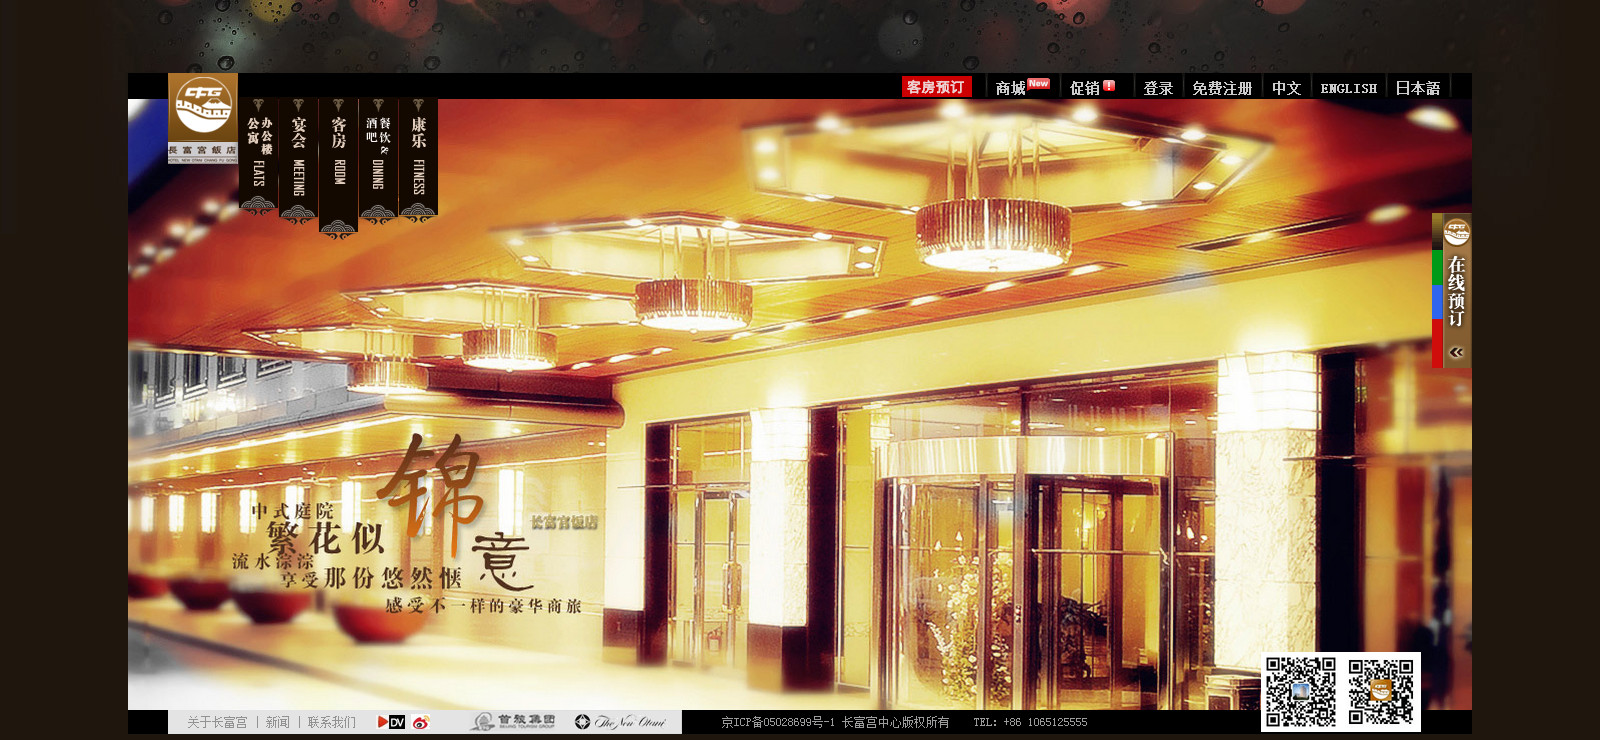 客房预订 商城 New 促销 ! 登录 免费注册 中文 ENGLISH 日本語
CFG
長富宮飯店
HOTEL NEW OTANI CHANG FU GONG
办公楼
公寓
FLATS
宴会
MEETING
客房
ROOM
餐饮&
酒吧
DINING
康乐
FITNESS
在线预订
锦
中式庭院
繁花似
长富宫饭店
意
流水淙淙
享受那份悠然惬
感受不一样的豪华商旅
关于长富宫 | 新闻 | 联系我们
DV
首旅集团
BEIJING TOURISM GROUP
The New Otani
京ICP备05028699号-1 长富宫中心版权所有 TEL: +86 1065125555